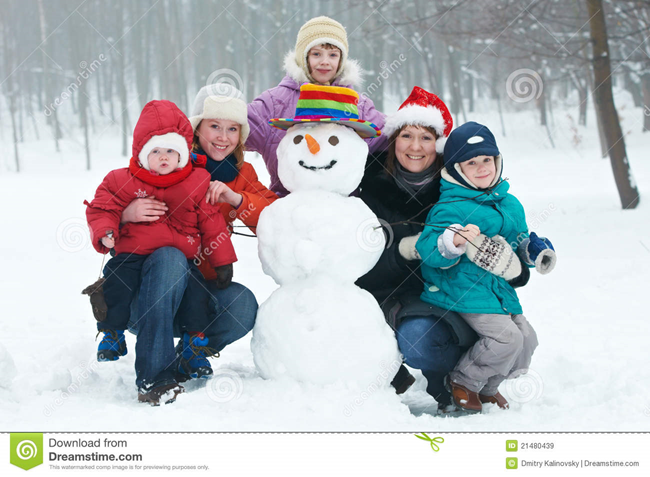 Download from
Dreamstime.com
This watermarked comp image is for previewing purposes only.
21480439
Dmitry Kalinovsky | Dreamstime.com